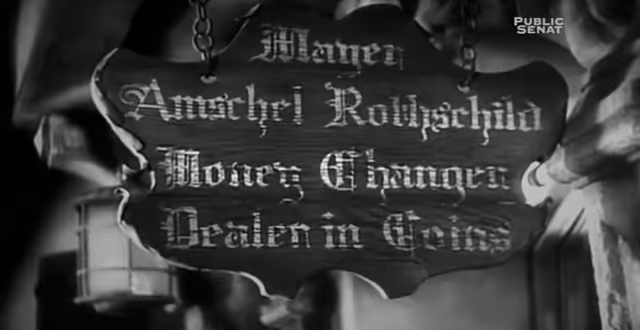 PUBLIC
SENAT
Mayer
Amschel Rothschild
Money Changer
Dealer in Coins